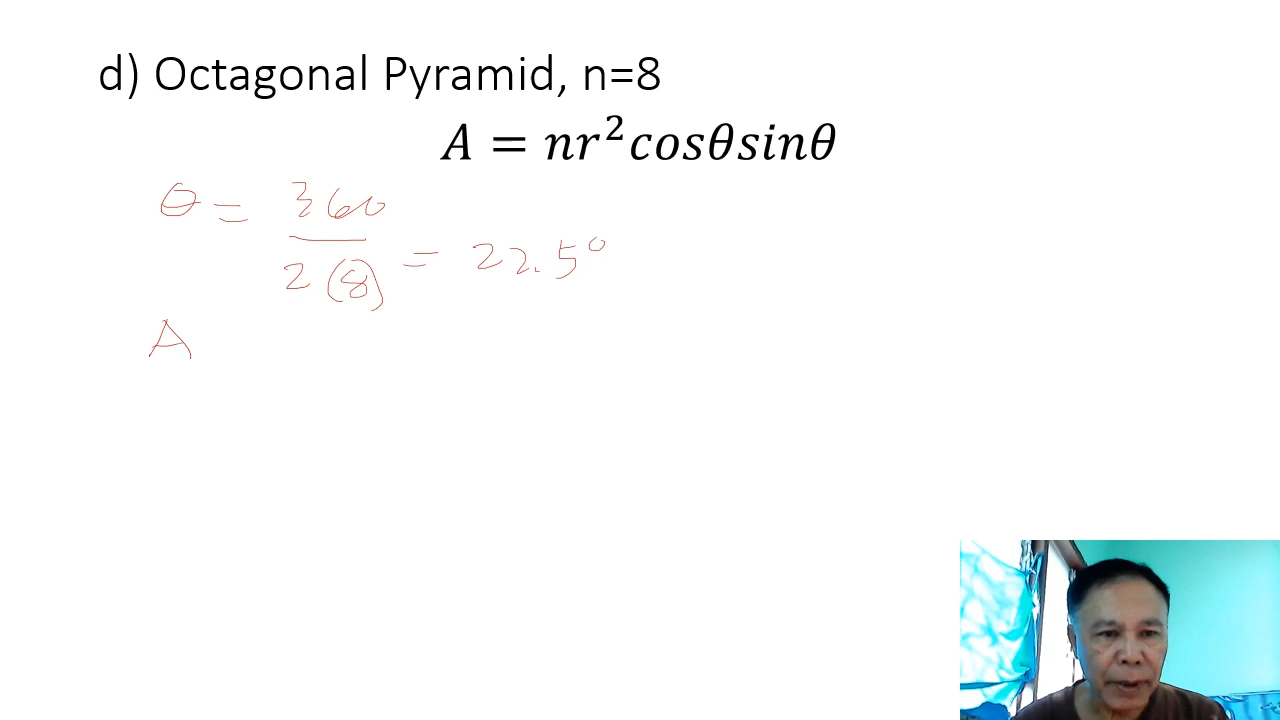 d) Octagonal Pyramid, n=8
A = nr²cosθsinθ
θ = 360 / 2(8) = 22.5°
A